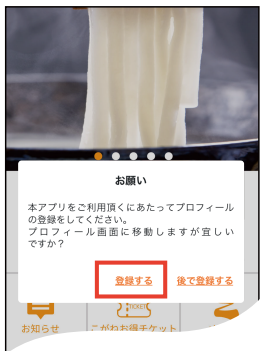 お願い
本アプリをご利用頂くにあたってプロフィール
の登録をしてください。
プロフィール画面に移動しますが宜しい
ですか？
登録する 後で登録する
TICKET
お知らせ こがねお得チケット